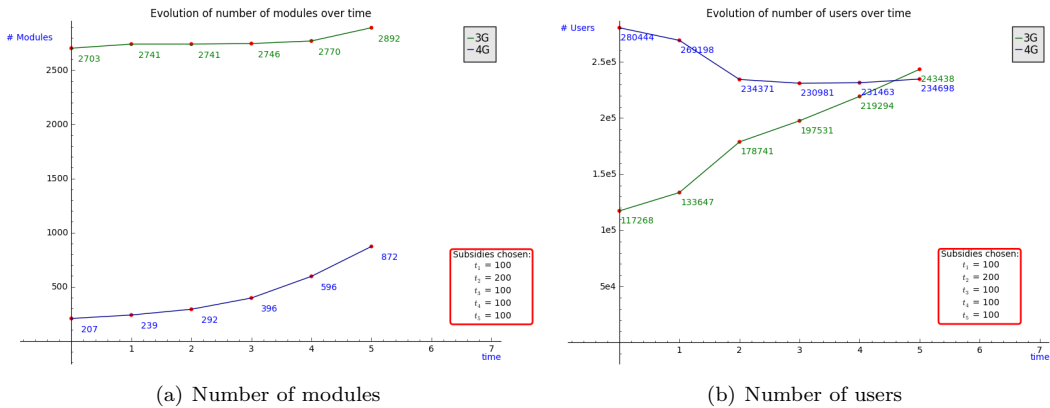 Evolution of number of modules over time
# Modules
3G
4G
2703
2741
2741
2746
2770
2892
2500
2000
1500
1000
500
207
239
292
396
596
872
Subsidies chosen:
t₁ = 100
t₂ = 200
t₃ = 100
t₄ = 100
t₅ = 100
1 2 3 4 5 6 7
time
(a) Number of modules
Evolution of number of users over time
# Users
3G
4G
280444
269198
234371
230981
231463
234698
243438
219294
197531
178741
133647
117268
2.5e5
2e5
1.5e5
1e5
5e4
Subsidies chosen:
t₁ = 100
t₂ = 200
t₃ = 100
t₄ = 100
t₅ = 100
1 2 3 4 5 6 7
time
(b) Number of users